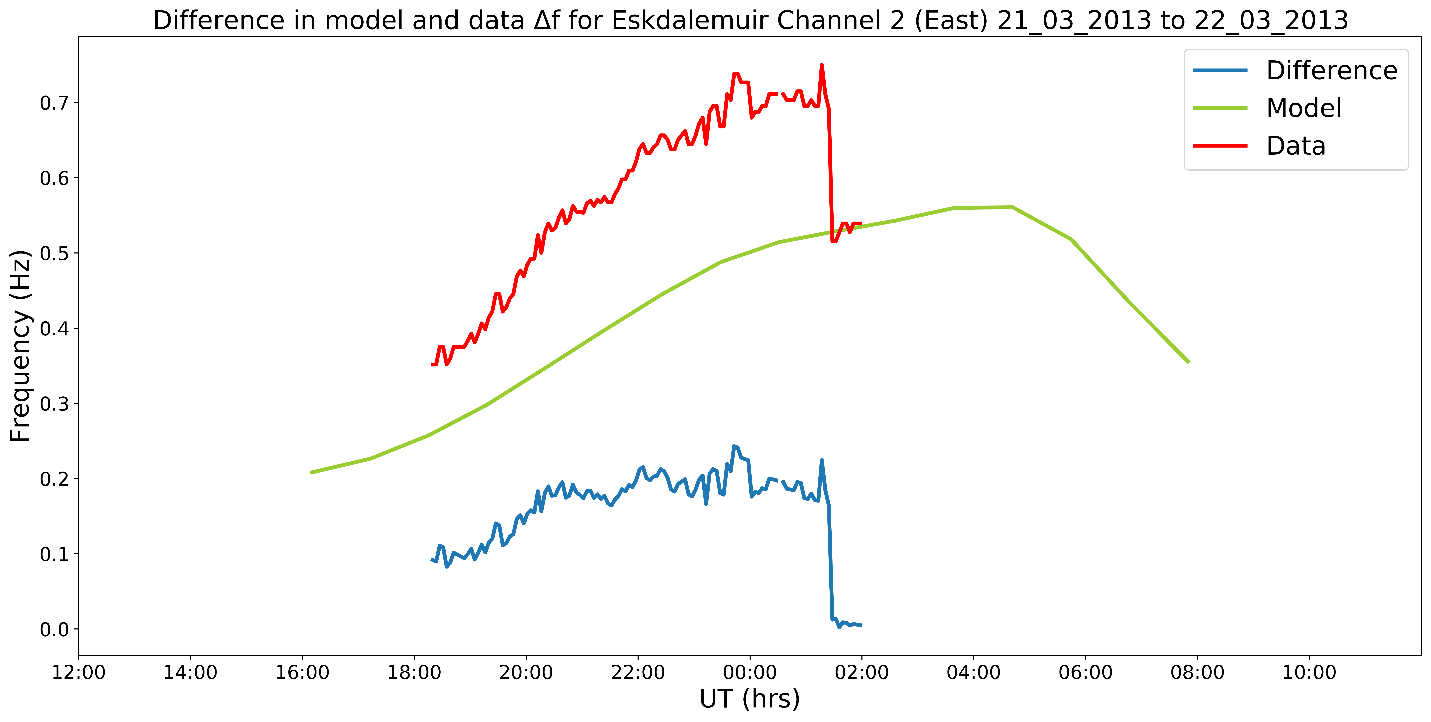 Difference in model and data Δf for Eskdalemuir Channel 2 (East) 21_03_2013 to 22_03_2013
Difference
Model
Data
Frequency (Hz)
0.7
0.6
0.5
0.4
0.3
0.2
0.1
0.0
12:00 14:00 16:00 18:00 20:00 22:00 00:00 02:00 04:00 06:00 08:00 10:00
UT (hrs)